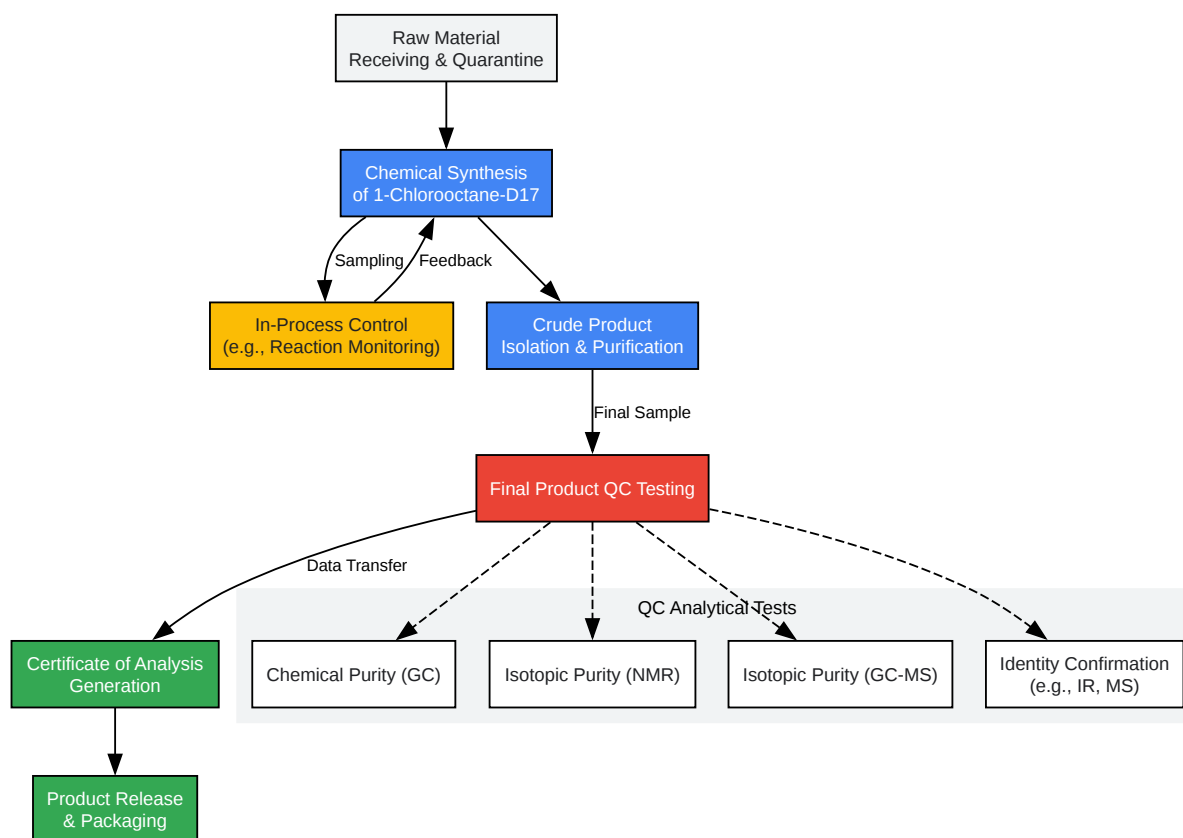 Raw Material
Receiving & Quarantine
Chemical Synthesis
of 1-Chlorooctane-D17
Sampling
Feedback
In-Process Control
(e.g., Reaction Monitoring)
Crude Product
Isolation & Purification
Final Sample
Final Product QC Testing
Data Transfer
QC Analytical Tests
Certificate of Analysis
Generation
Chemical Purity (GC)
Isotopic Purity (NMR)
Isotopic Purity (GC-MS)
Identity Confirmation
(e.g., IR, MS)
Product Release
& Packaging